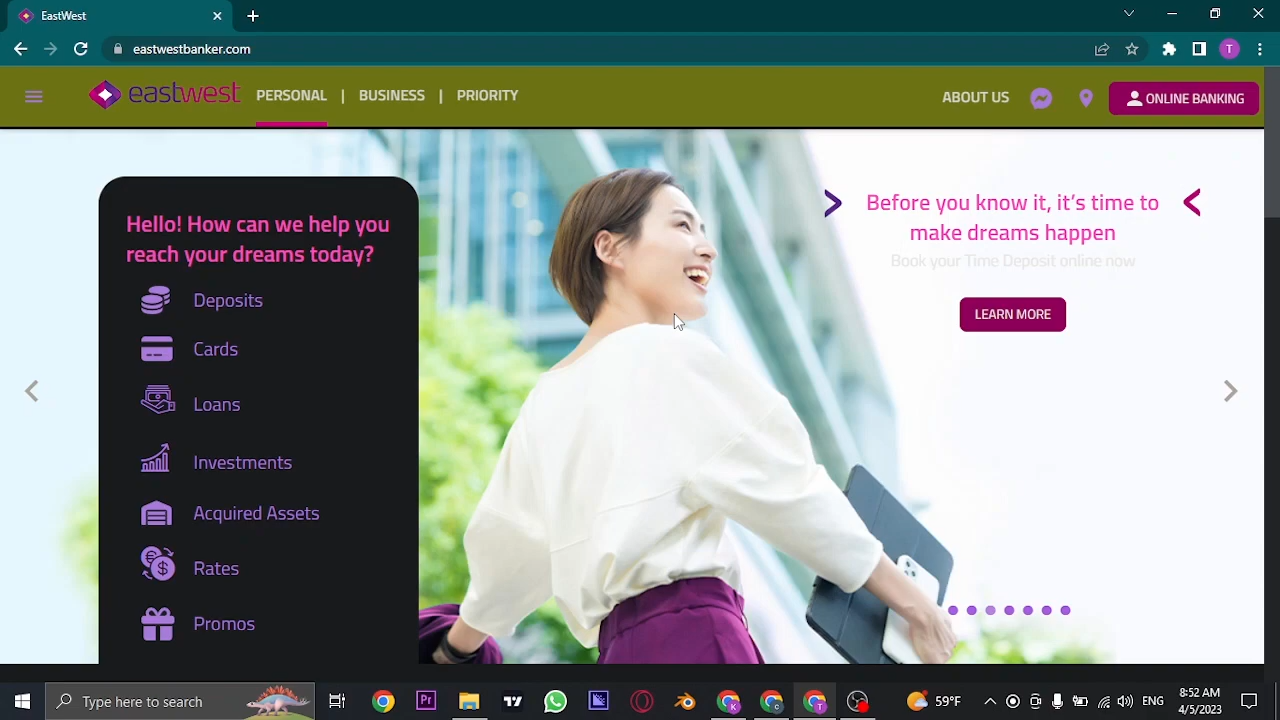 EastWest
eastwestbanker.com
T
eastwest
PERSONAL | BUSINESS | PRIORITY
ABOUT US
ONLINE BANKING
Hello! How can we help you
reach your dreams today?
Deposits
Cards
Loans
Investments
Acquired Assets
Rates
Promos
Before you know it, it’s time to
make dreams happen
Book your Time Deposit online now
LEARN MORE
Type here to search
Pr
K
T
59°F
ENG
8:52 AM
4/5/2023